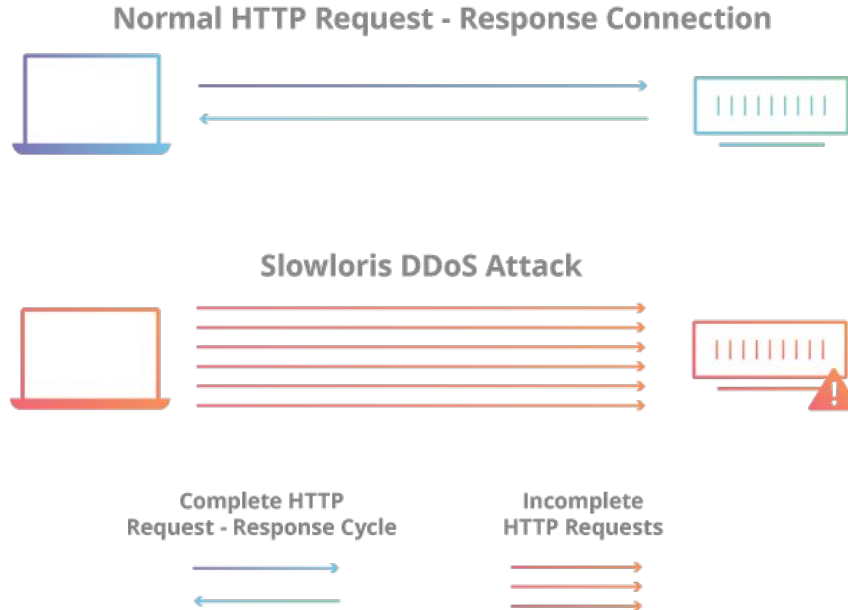 Normal HTTP Request - Response Connection
Slowloris DDoS Attack
Complete HTTP
Request - Response Cycle
Incomplete
HTTP Requests